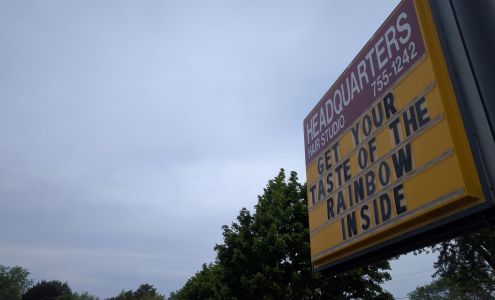 HEADQUARTERS
HAIR STUDIO 755-1242
GET YOUR
TASTE OF THE
RAINBOW
INSIDE